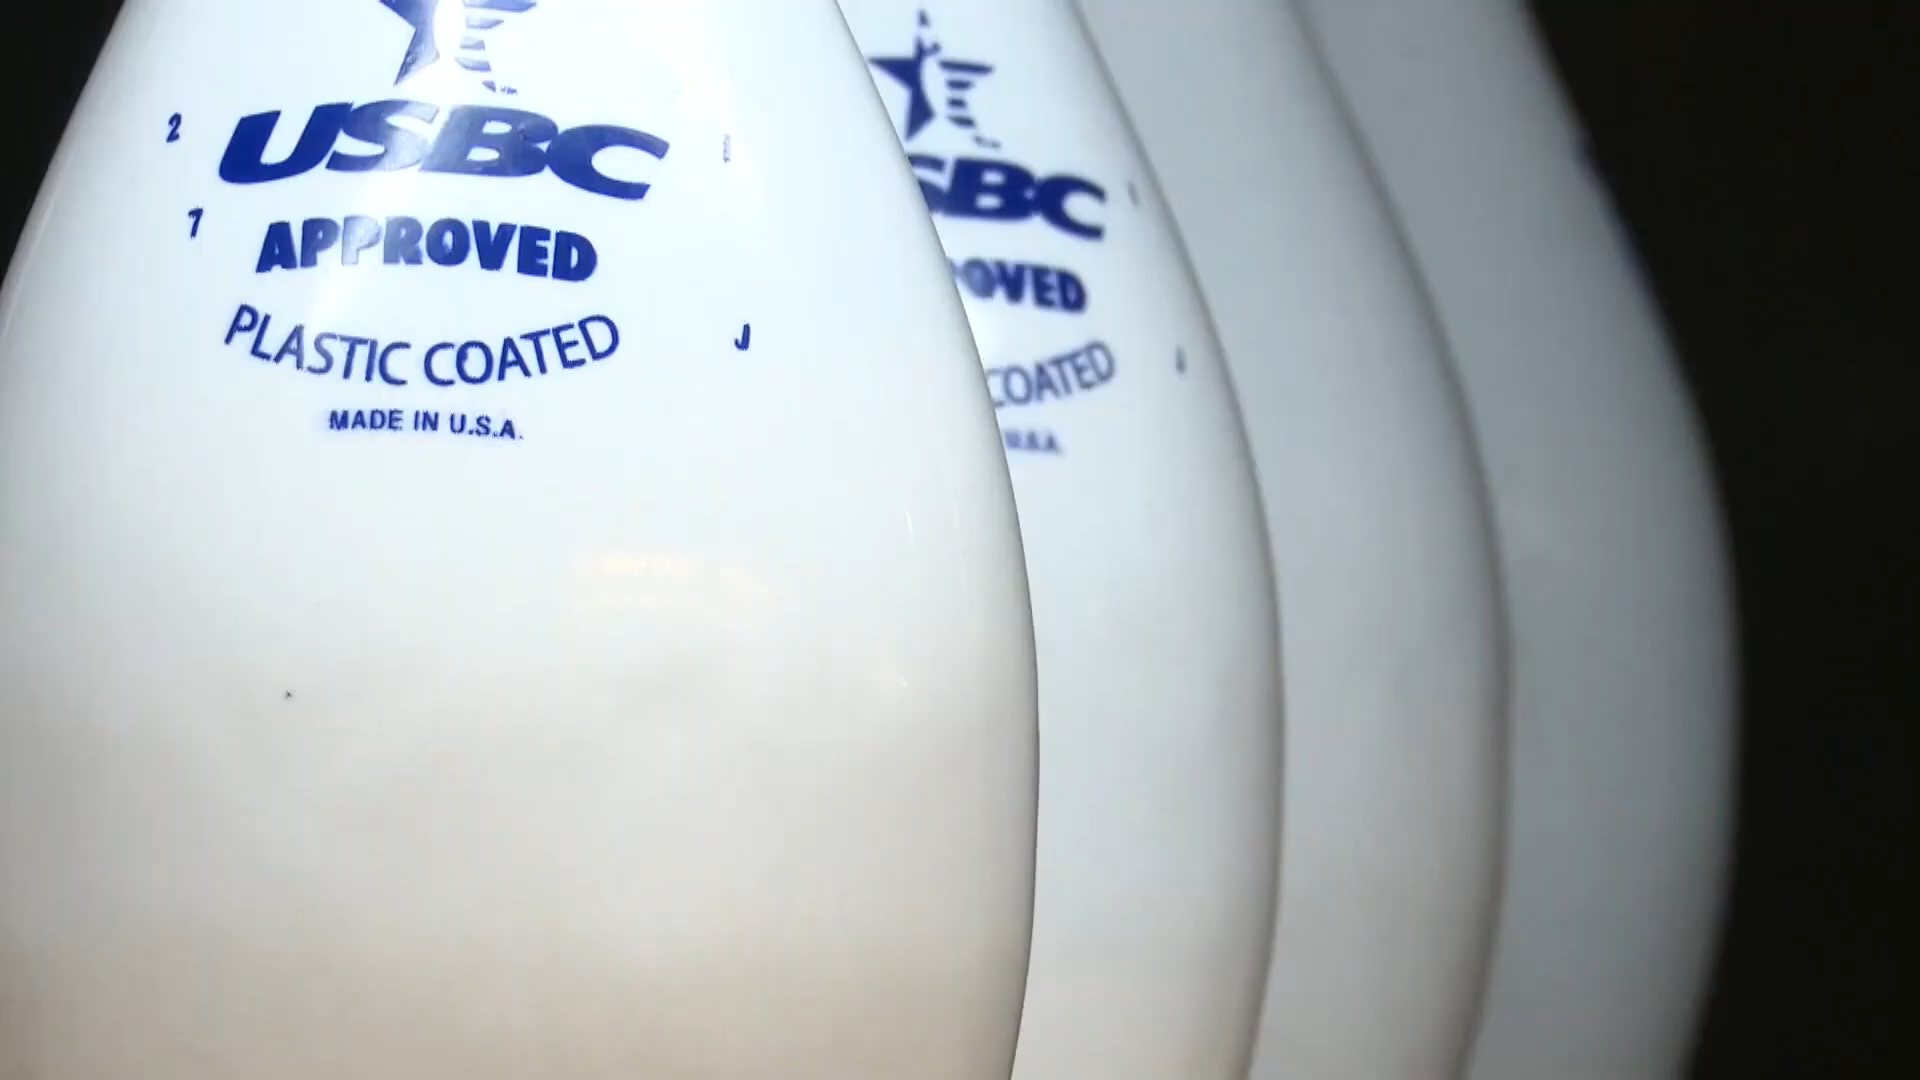 2
USBC
7
APPROVED
PLASTIC COATED
J
MADE IN U.S.A.
SBC
OVED
COATED
U.S.A.